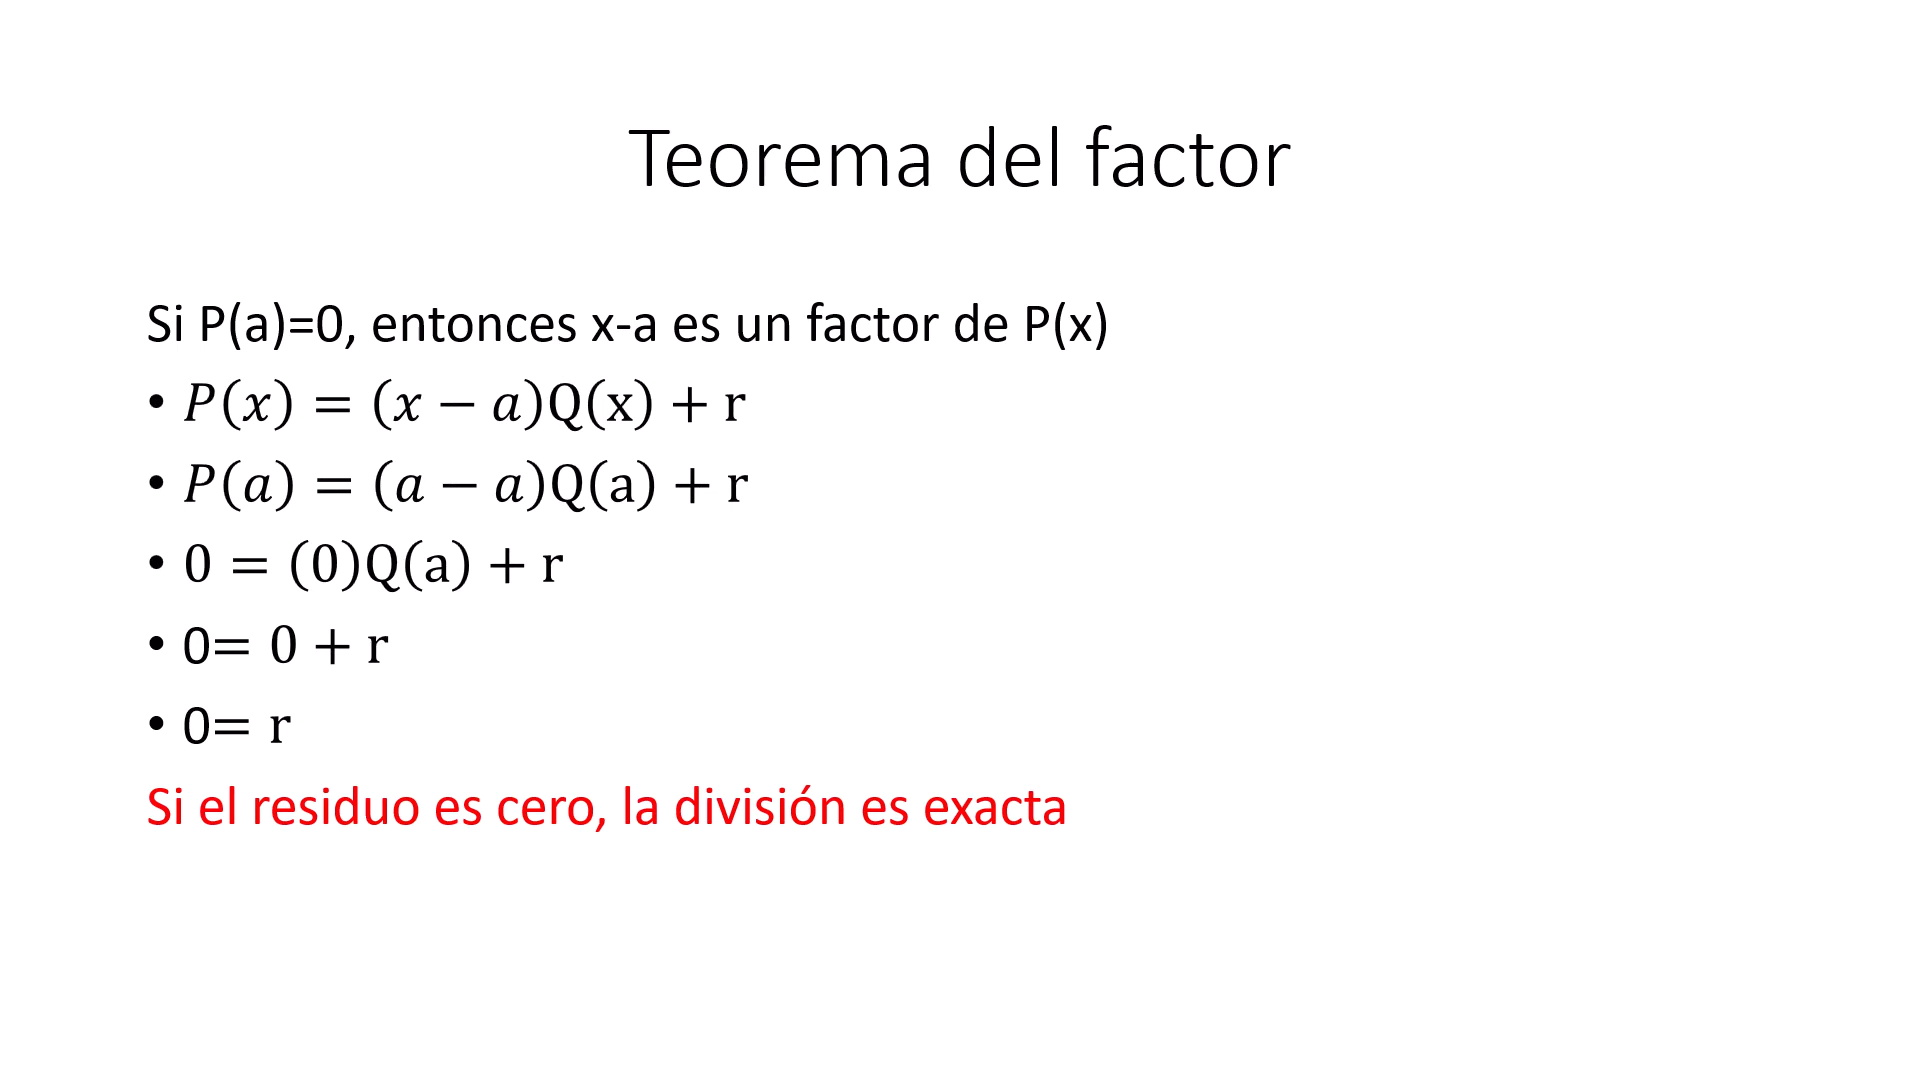 Teorema del factor
Si P(a)=0, entonces x-a es un factor de P(x)
• 𝑃(𝑥) = (𝑥 − 𝑎)Q(x) + r
• 𝑃(𝑎) = (𝑎 − 𝑎)Q(a) + r
• 0 = (0)Q(a) + r
• 0= 0 + r
• 0= r
Si el residuo es cero, la división es exacta